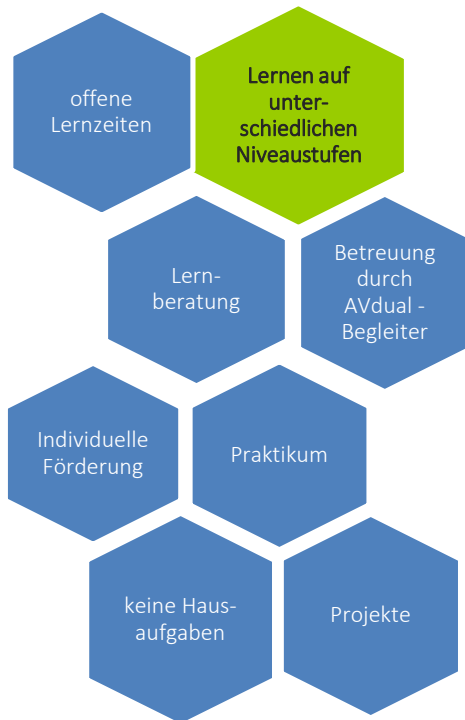 offene
Lernzeiten
Lernen auf
unter-
schiedlichen
Niveaustufen
Lern-
beratung
Betreuung
durch
AVdual -
Begleiter
Individuelle
Förderung
Praktikum
keine Haus-
aufgaben
Projekte